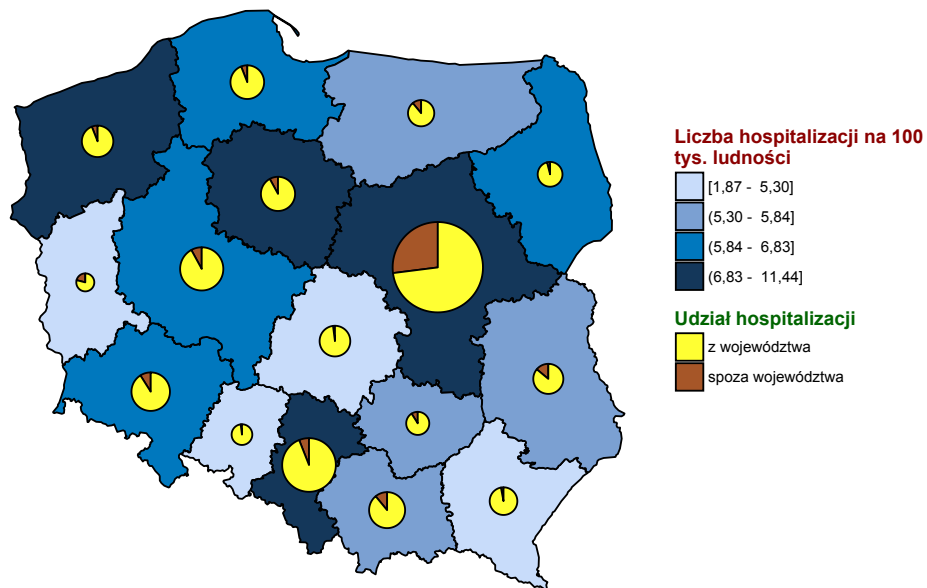 Liczba hospitalizacji na 100
tys. ludności
[1,87 - 5,30]
(5,30 - 5,84]
(5,84 - 6,83]
(6,83 - 11,44]
Udział hospitalizacji
z województwa
spoza województwa